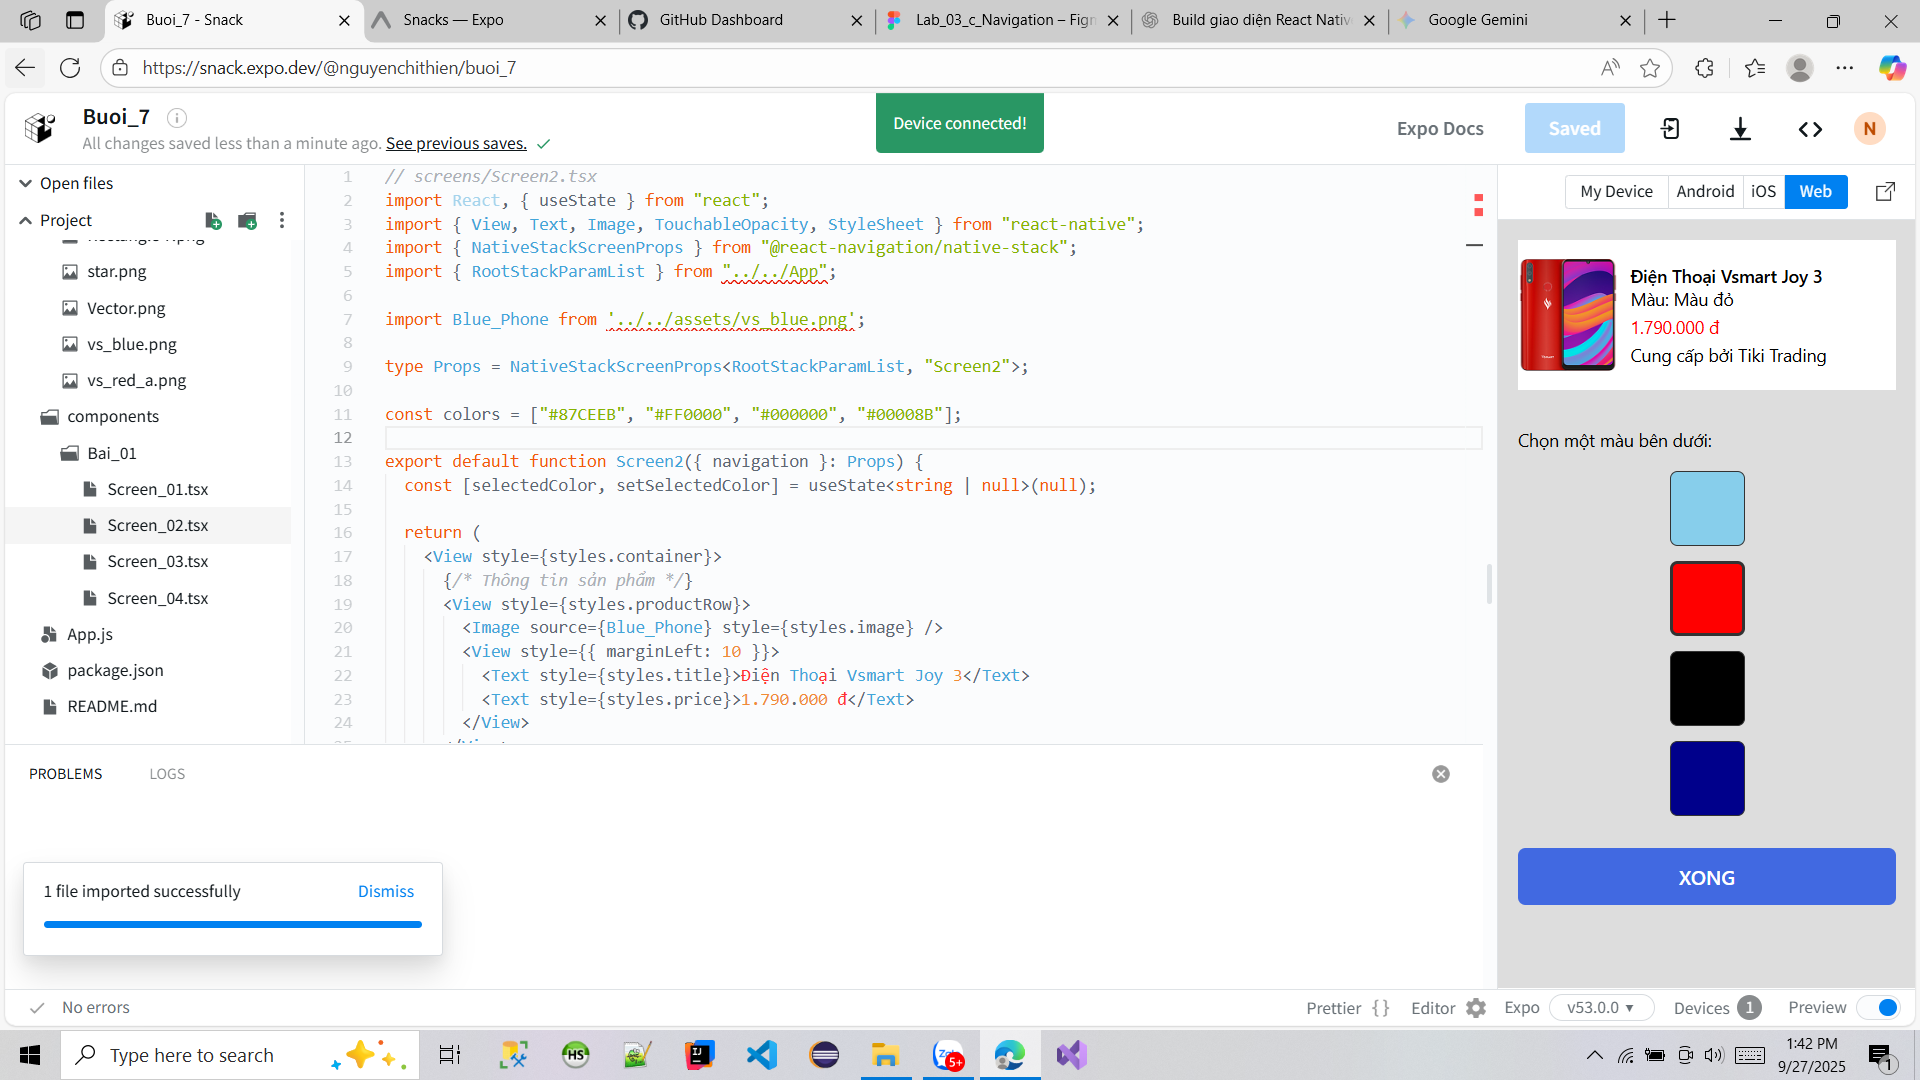 Buoi_7 - Snack
Snacks — Expo
GitHub Dashboard
Lab_03_c_Navigation – Fig
Build giao diện React Nativ
Google Gemini
https://snack.expo.dev/@nguyenchithien/buoi_7
Buoi_7
All changes saved less than a minute ago. See previous saves.
Device connected!
Expo Docs
Saved
N
Open files
Project
Rectangle 1.png
star.png
Vector.png
vs_blue.png
vs_red_a.png
components
Bai_01
Screen_01.tsx
Screen_02.tsx
Screen_03.tsx
Screen_04.tsx
App.js
package.json
README.md
1 // screens/Screen2.tsx
2 import React, { useState } from "react";
3 import { View, Text, Image, TouchableOpacity, StyleSheet } from "react-native";
4 import { NativeStackScreenProps } from "@react-navigation/native-stack";
5 import { RootStackParamList } from "../../App";
6
7 import Blue_Phone from '../../assets/vs_blue.png';
8
9 type Props = NativeStackScreenProps<RootStackParamList, "Screen2">;
10
11 const colors = ["#87CEEB", "#FF0000", "#000000", "#00008B"];
12
13 export default function Screen2({ navigation }: Props) {
14 const [selectedColor, setSelectedColor] = useState<string | null>(null);
15
16 return (
17 <View style={styles.container}>
18 {/* Thông tin sản phẩm */}
19 <View style={styles.productRow}>
20 <Image source={Blue_Phone} style={styles.image} />
21 <View style={{ marginLeft: 10 }}>
22 <Text style={styles.title}>Điện Thoại Vsmart Joy 3</Text>
23 <Text style={styles.price}>1.790.000 đ</Text>
24 </View>
25 </View>
My Device
Android
iOS
Web
Điện Thoại Vsmart Joy 3
Màu: Màu đỏ
1.790.000 đ
Cung cấp bởi Tiki Trading
Chọn một màu bên dưới:
XONG
PROBLEMS
LOGS
1 file imported successfully
Dismiss
No errors
Prettier { }
Editor
Expo
v53.0.0
Devices 1
Preview
Type here to search
HS
5+
1:42 PM
9/27/2025
1